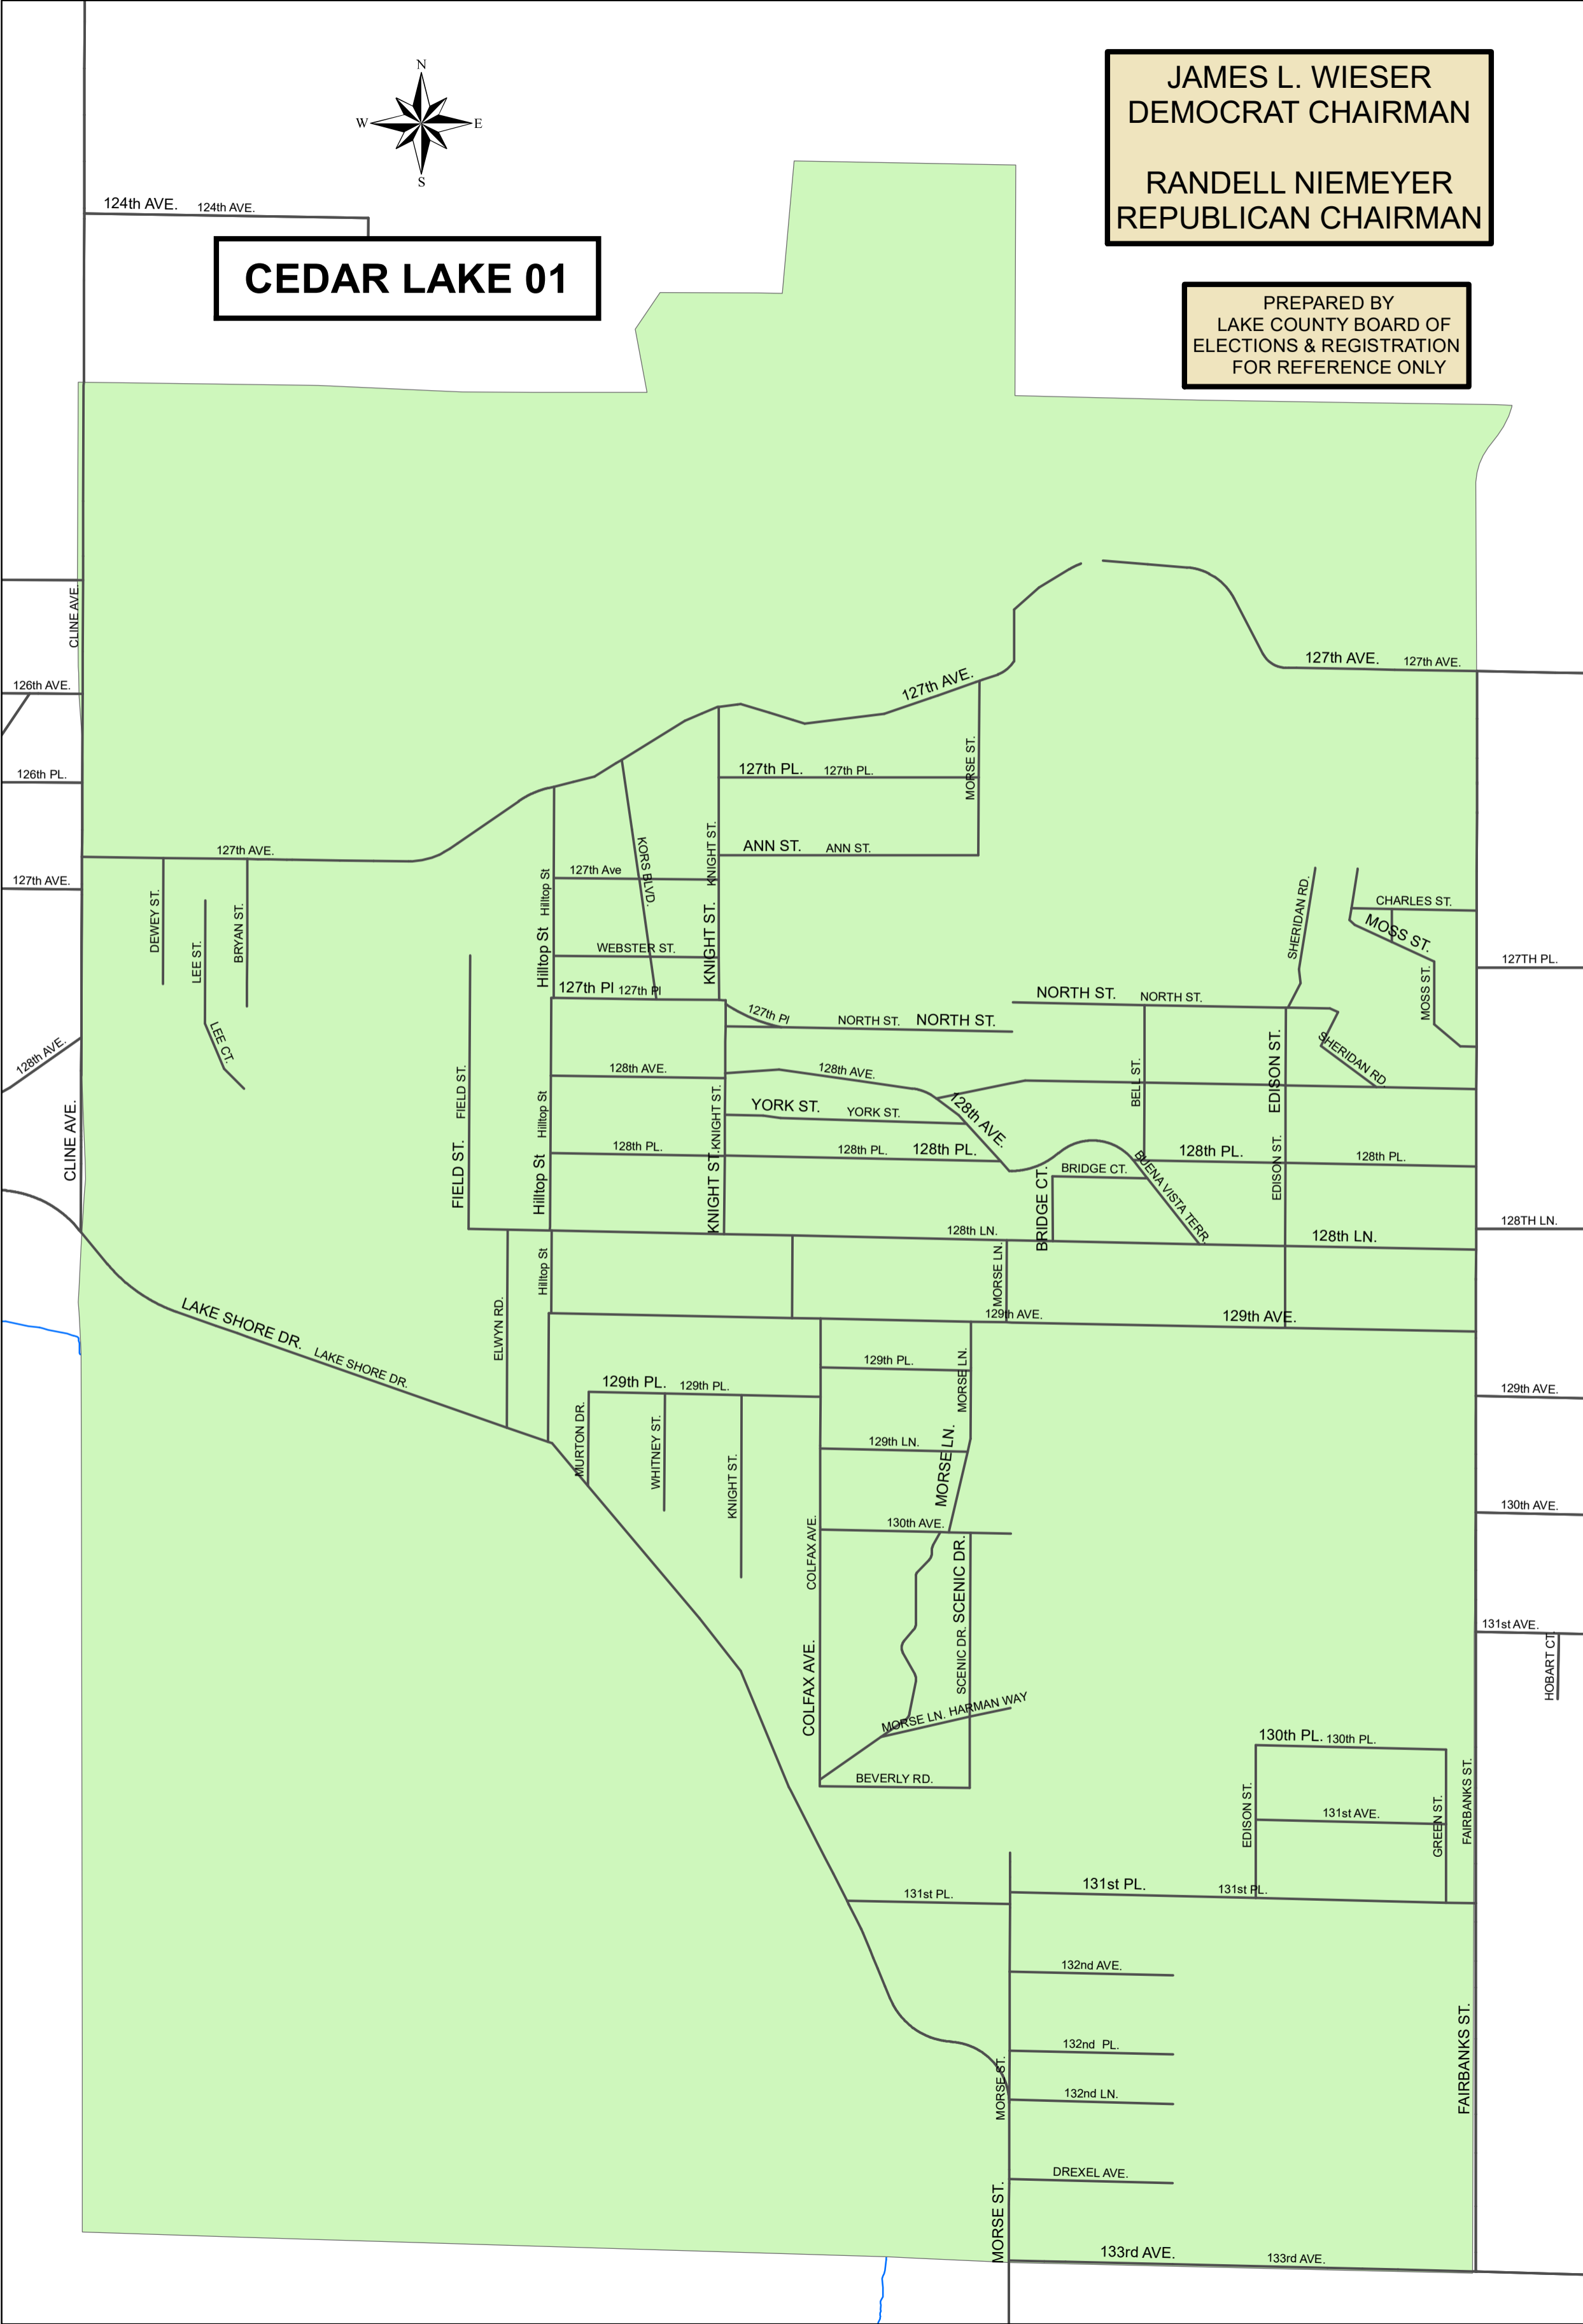 JAMES L. WIESER
DEMOCRAT CHAIRMAN
RANDELL NIEMEYER
REPUBLICAN CHAIRMAN
N
W
E
S
124th AVE.
124th AVE.
CEDAR LAKE 01
PREPARED BY
LAKE COUNTY BOARD OF
ELECTIONS & REGISTRATION
FOR REFERENCE ONLY
CLINE AVE.
126th AVE.
127th AVE.
127th AVE.
127th AVE.
126th PL.
127th PL.
127th PL.
MORSE ST.
127th AVE.
ANN ST.
ANN ST.
KNIGHT ST.
KORS BLVD.
127th Ave
Hilltop St
127th AVE.
DEWEY ST.
LEE ST.
BRYAN ST.
LEE CT.
Hilltop St
WEBSTER ST.
KNIGHT ST.
SHERIDAN RD.
CHARLES ST.
MOSS ST.
MOSS ST.
127TH PL.
127th Pl
127th Pl
127th Pl
NORTH ST.
NORTH ST.
NORTH ST.
NORTH ST.
128th AVE.
FIELD ST.
128th AVE.
128th AVE.
128th AVE.
BELL ST.
EDISON ST.
SHERIDAN RD.
Hilltop St
KNIGHT ST.
YORK ST.
YORK ST.
CLINE AVE.
FIELD ST.
Hilltop St
128th PL.
KNIGHT ST.
128th PL.
128th PL.
BRIDGE CT.
BRIDGE CT.
BUENA VISTA TERR.
128th PL.
EDISON ST.
128th PL.
128th LN.
128th LN.
128TH LN.
Hilltop St
MORSE LN.
LAKE SHORE DR.
LAKE SHORE DR.
ELWYN RD.
129th AVE.
129th AVE.
129th PL.
MORSE LN.
129th PL.
129th PL.
129th AVE.
MURTON DR.
WHITNEY ST.
KNIGHT ST.
129th LN.
MORSE LN.
130th AVE.
130th AVE.
COLFAX AVE.
SCENIC DR.
SCENIC DR.
COLFAX AVE.
131st AVE.
HOBART CT.
MORSE LN.
HARMAN WAY
BEVERLY RD.
130th PL.
130th PL.
EDISON ST.
131st AVE.
GREEN ST.
FAIRBANKS ST.
131st PL.
131st PL.
131st PL.
132nd AVE.
132nd PL.
MORSE ST.
132nd LN.
FAIRBANKS ST.
DREXEL AVE.
MORSE ST.
133rd AVE.
133rd AVE.